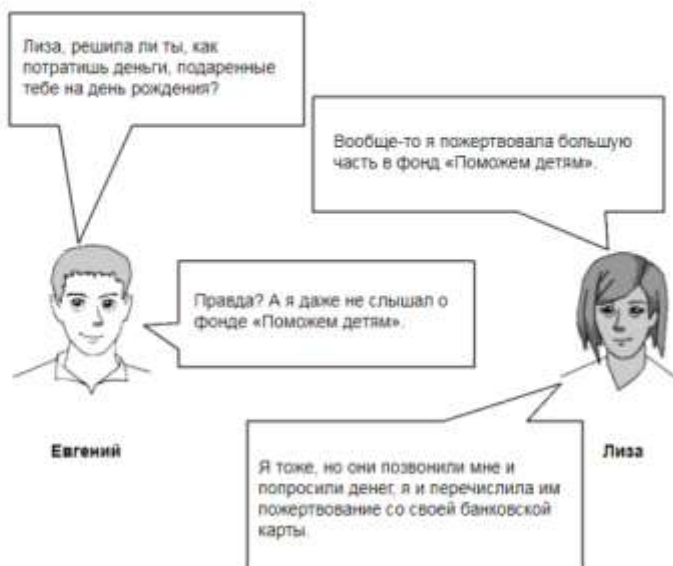 Лиза, решила ли ты, как
потратишь деньги, подаренные
тебе на день рождения?
Вообще-то я пожертвовала большую
часть в фонд «Поможем детям».
Правда? А я даже не слышал о
фонде «Поможем детям».
Евгений
Лиза
Я тоже, но они позвонили мне и
попросили денег, я и перечислила им
пожертвование со своей банковской
карты.